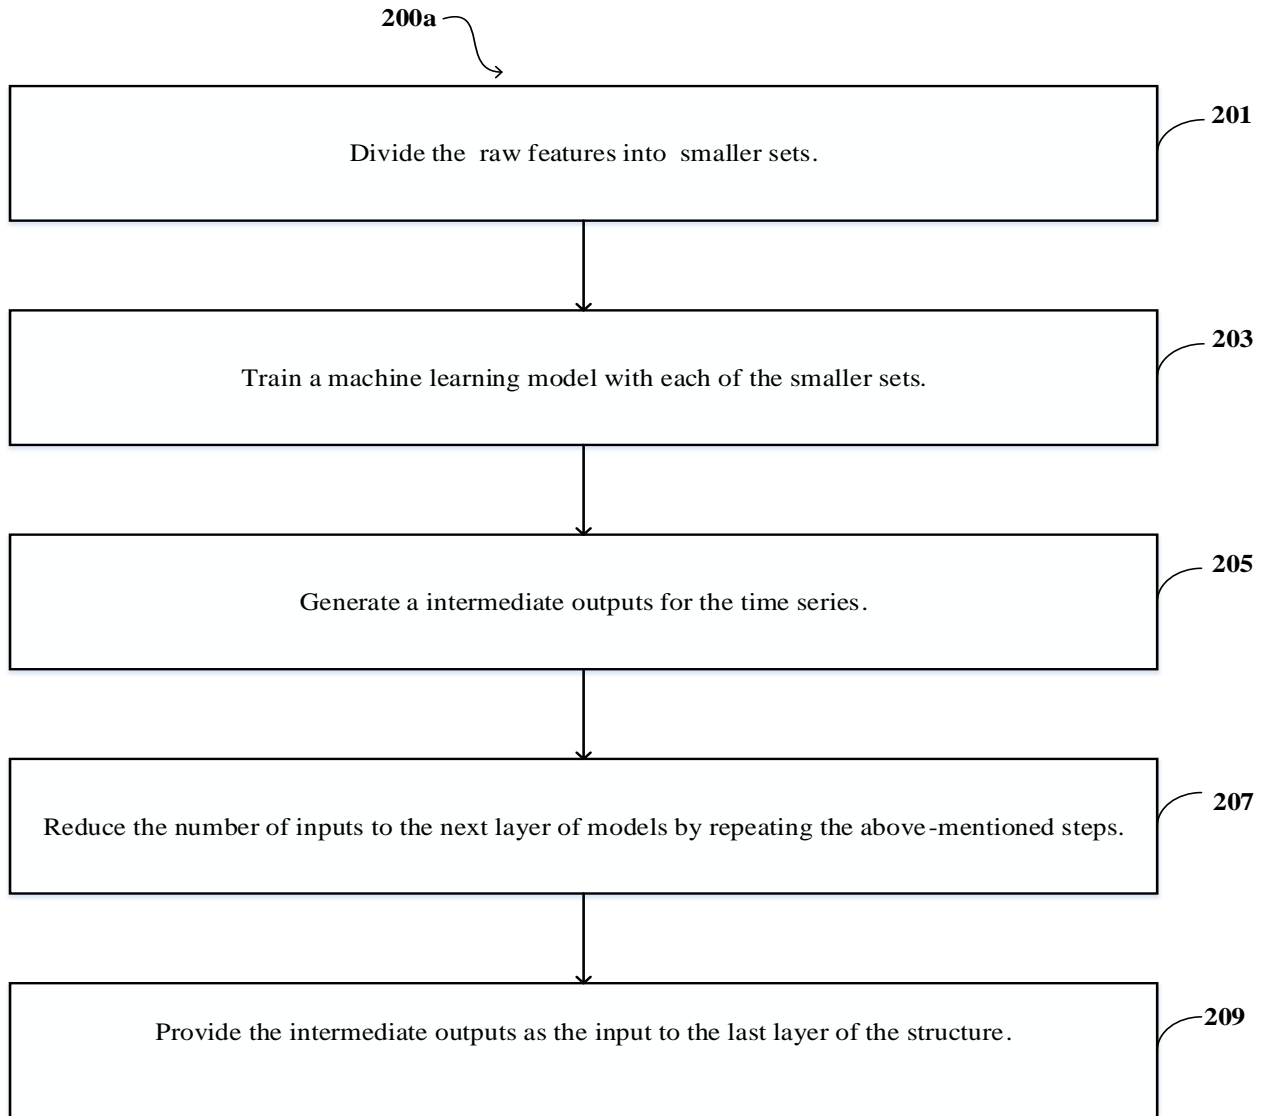 200a
201
Divide the raw features into smaller sets.
203
Train a machine learning model with each of the smaller sets.
205
Generate a intermediate outputs for the time series.
207
Reduce the number of inputs to the next layer of models by repeating the above-mentioned steps.
209
Provide the intermediate outputs as the input to the last layer of the structure.